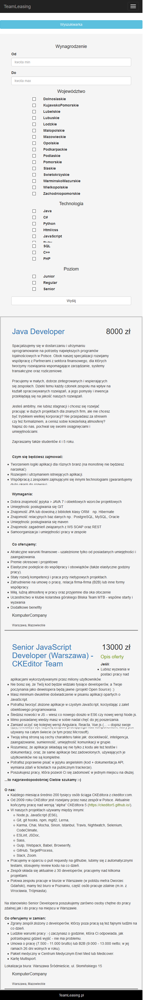 TeamLeasing
Wyszukiwarka
Wynagrodzenie
Od
kwota min
Do
kwota max
Województwo
Dolnoslaskie
KujawskoPomorskie
Lubelskie
Lubuskie
Lodzkie
Malopolskie
Mazowieckie
Opolskie
Podkarpackie
Podlaskie
Pomorskie
Slaskie
Swietokrzyskie
WarminskoMazurskie
Wielkopolskie
Zachodniopomorskie
Technologia
Java
C#
Python
Html/css
JavaScript
Ruby
SQL
C++
PHP
Poziom
Junior
Regular
Senior
Wyślij
Java Developer
8000 zł
Spacjalizujemy się w dostarczaniu i utrzymaniu
oprogramowanie na potrzeby największych programów
lojalnościowych w Polsce. Obok naszej specjalizacji rozwijamy
współpracę z Partnerami z sektora finansowego, dla których
tworzymy rozwiązania wspomagające zarządzanie, systemy
transakcyjne oraz rozliczeniowe.
Pracujemy w małych, dobrze zintegrowanych i wspierających
się zespołach. Dzieki temu każdy członek zespołu ma wpływ na
kształt opracowywanych rozwiązań, a jego pomysły i inwencja
przekłądają się na jakość naszych rozwiązań.
Jesteś ambitny, nie lubisz stagnacji i chcesz się rozwijać
pracując w dużych projektach dla znanych firm, ale nie chcesz
być trybikiem wielkiej korporacji? Nie przepadasz za stresem
czy też formalizmem, a cenisz sobie koleżeńską atmosferę?
Napisz do nas, pochwal się swoimi osiągnięciami i
umiejętnościami.
Zapraszamy także studentów 4 i 5 roku.
Czym się będziesz zajmować:
Tworzeniem logiki aplikacji dla róznych branż (na monotinię nie będziesz
narzekać)
Rozwojem i utrzymaniem istniejących aplikacji.
Współpracą z zespołami zajmującymi się innymi technologiami (gwarantujemy
dużo okazji do rozwoju)
Wymagania:
Dobra znajomość języka > JAVA 7 i obiektowych wzorców projektowych
Umiejętnośc posługiwania się GIT
Znajomość JPA lub dowolną z bibliotek klasy ORM np. Hibernate
Znajomość relacyjnych baz danych np.: PostgreSQL, MySQL, Oracle
Umiejętnośc posługiwania się maven
Znajomośc zagadnień związanych z WS SOAP oraz REST
Samoorganizacja i umiejętności pracy w zespole
Co oferujemy:
Atrakcyjne warunki finansowe - uzależnione tylko od posiadanych umiejętności i
zaangażowania.
Premie okresowe i projektowe
Elastyczne podejście do współpracy i obowiązków (także elastyczne godziny
pracy).
Stały rozwój kompetencji i praca przy nietypowych projektach.
Zatrudnienie na umowę o pracę, relacja firma-firma (B2B) lub inne formy
współpracy.
Miłą, luźną atmosferę w pracy oraz przyjemne dla oka otoczenie
Uczestnictwo w klubie kolarstwa górskiego Bliska Team MTB - wspólne starty i
wyzwania
Dodatkowe benefity
KomputerCompany
Warszawa, Mazowieckie
Senior JavaScript
Developer (Warszawa) -
CKEditor Team
13000 zł
Opis oferty
Jeśli:
Lubisz wyzwania w
postaci pracy nad
aplikacjami wykorzystywanymi przez miliony użytkowników.
Nie boisz się, że Twój kod będzie widziało tysiące developerów, a Twoje
poczynania jako dewelopera będą jawne (projekt Open Source) :)
Masz minimum dwuletnie doświadczenie w pisaniu aplikacji opartych o
JavaScript.
Potrafisz tworzyć złożone aplikacje w czystym JavaScript, korzystając z zalet
obiektowego programowania.
Śledzisz nowości w JS – wiesz co nowego doszło w ES6 czy nowej wersji Node.js.
Mimo posiadanej wiedzy masz w sobie nadal chęć do jej poszerzania.
Zamiast uczyć się kolejnej wersji Angulara, Reacta, Vue.js (... – dopisz swoje
używany na całym świecie (w tym przez Microsoft).
Twoją silną stroną są cechy charakteru takie jak: dociekliwość, inteligencja,
zaangażowanie, sumienność, umiejętność komunikacji w grupie.
Rozumiesz, że aplikacje składają się nie tylko z kodu ale też testów i
dokumentacji, oraz, że same aplikacje bez zadowolonych, używających je
użytkowników nie są kompletne.
Potrafisz poprawnie pisać w języku angielskim (kod + dokumentacja API,
wymiana zdań w ticketach na publicznym trackerze).
Poszukujesz pracy, która pozwoli Ci się zadomowić w jednym miejscu na dłużej.
...to najprawdopodobniej Ciebie szukamy :-)
O nas:
Każdego miesiąca średnio 200 tysięcy osób ściąga CKEditora z ckeditor.com.
Od 2009 roku CKEditor jest rozwijany przez nasz zespół w Polsce. Aktualnie
kończymy pracę nad wersją "alpha" CKEditora 5 (https://ckeditor5.github.io/).
W naszych projektach używamy między innymi:
Node.js, JavaScript (ES6),
Git, git hooks, npm, mgit2, Lerna,
Karma, Chai, Mocha, Sinon, Istanbul, Travis, Nightwatch, Selenium,
CodeClimate,
ESLint, JSDoc,
Sass,
Gulp, Webpack, Babel, Browserify,
GitHub, TargetProcess,
Slack, Zoom.
Pracujemy w oparciu o pull requesty na githubie, lubimy się z automatycznymi
testami, stosujemy review kodu na co dzień.
Zespół składa się aktualnie z 30 developerów, pracujemy nad kilkoma
projektami.
Połowa zespołu pracuje w biurze w Warszawie (w pobliżu metra Dworzec
Gdański), mamy też biuro w Poznaniu, część osób pracuje zdalnie (m.in. z
Wrocławia, Trójmiasta).
Na stanowisko Senior Developera poszukujemy zarówno osoby chętne do pracy
zdalnej jak i do pracy na miejscu w Warszawie.
Co oferujemy w zamian:
Zgrany zespół złożony z developerów, którzy poza pracą są też fajnymi ludźmi na
co dzień.
Ludzkie warunki pracy :-) zaczynasz o godzinie, która Ci odpowiada, jak
potrzebujesz gdzieś wyjść - nie ma problemu.
Umowa o pracę (7.500 - 11.000 brutto) lub B2B (9.000 - 13.000 netto; w jej
ramach 26 dni wolnych w roku).
Pakiet medyczny w Centrum Medycznym Enel Med lub Medicover.
Kartę Multisport.
Lokalizacja biura: Warszawa Śródmieście, ul. Słomińskiego 15
KomputerCompany
Warszawa, Mazowieckie
TeamLeasing.pl